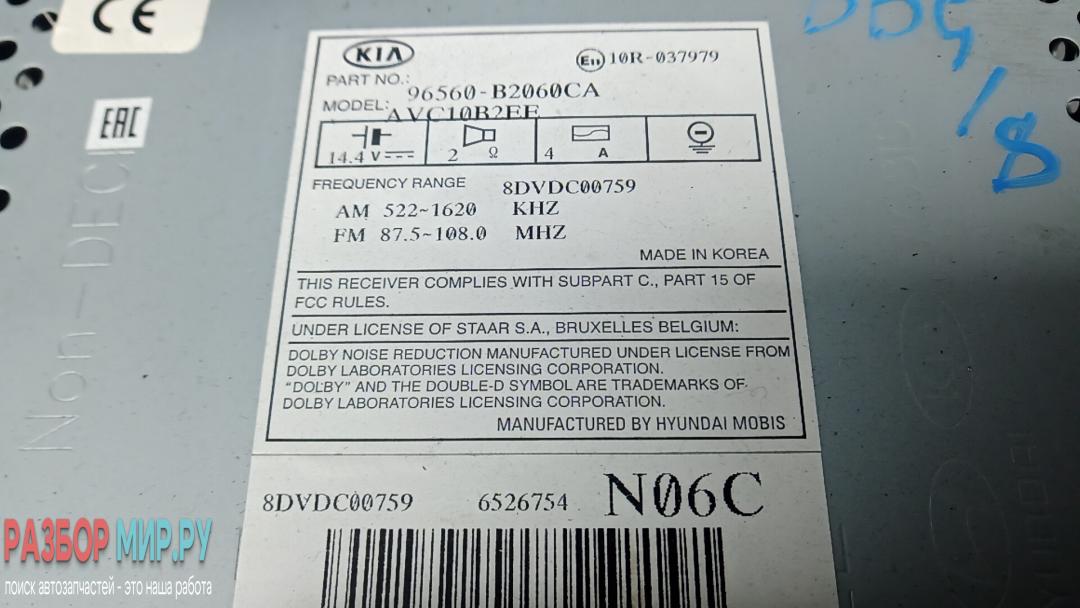 CE
EAC
KIA
E11 10R-037979
PART NO.: 96560-B2060CA
MODEL: AVC10B2EE
14.4 V 2 Ω 4 A
FREQUENCY RANGE 8DVDC00759
AM 522~1620 KHZ
FM 87.5~108.0 MHZ
MADE IN KOREA
THIS RECEIVER COMPLIES WITH SUBPART C., PART 15 OF
FCC RULES.
UNDER LICENSE OF STAAR S.A., BRUXELLES BELGIUM:
DOLBY NOISE REDUCTION MANUFACTURED UNDER LICENSE FROM
DOLBY LABORATORIES LICENSING CORPORATION.
"DOLBY" AND THE DOUBLE-D SYMBOL ARE TRADEMARKS OF
DOLBY LABORATORIES LICENSING CORPORATION.
MANUFACTURED BY HYUNDAI MOBIS
8DVDC00759 6526754 N06C
Non-DECK
РАЗБОР МИР.РУ
поиск автозапчастей - это наша работа